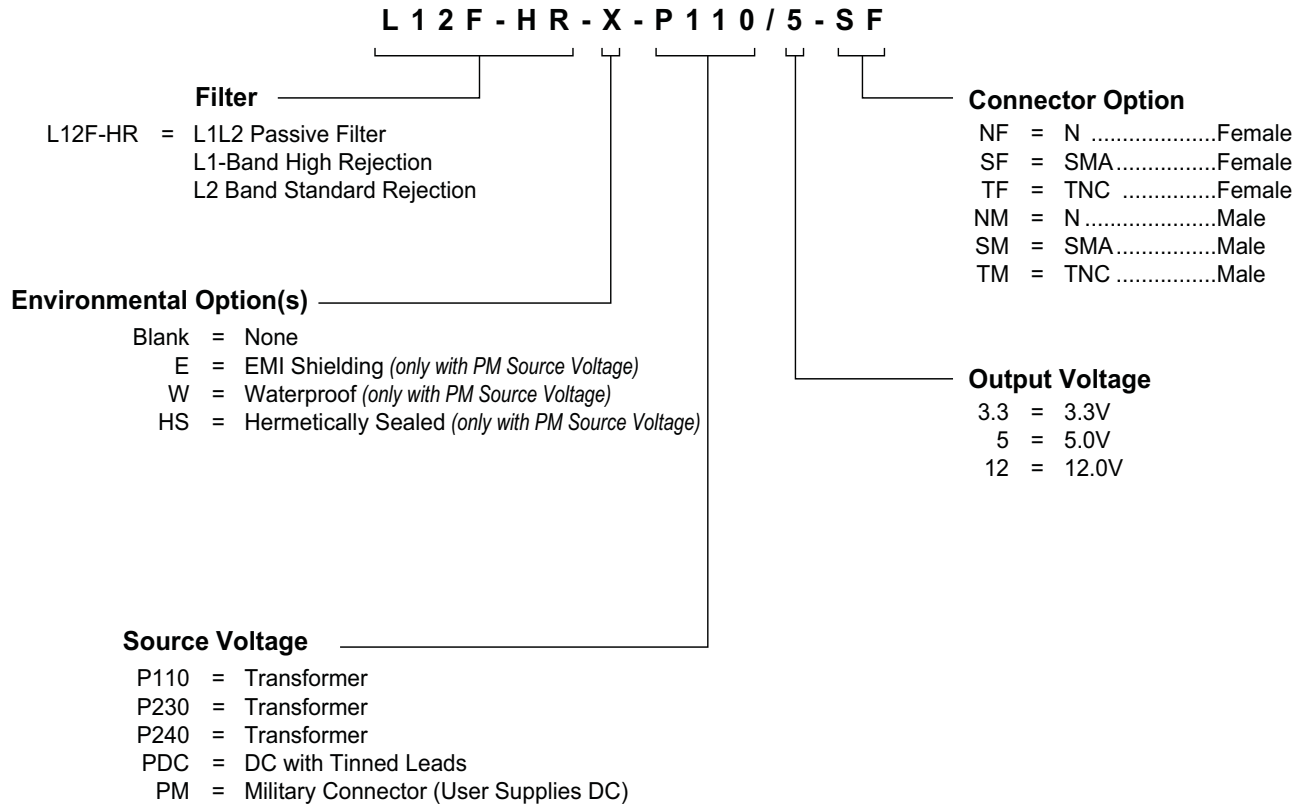 L12F-HR-X-P110/5-SF
Filter
L12F-HR = L1L2 Passive Filter
L1-Band High Rejection
L2 Band Standard Rejection
Environmental Option(s)
Blank = None
E = EMI Shielding (only with PM Source Voltage)
W = Waterproof (only with PM Source Voltage)
HS = Hermetically Sealed (only with PM Source Voltage)
Source Voltage
P110 = Transformer
P230 = Transformer
P240 = Transformer
PDC = DC with Tinned Leads
PM = Military Connector (User Supplies DC)
Connector Option
NF = N ....................Female
SF = SMA.................Female
TF = TNC ................Female
NM = N .....................Male
SM = SMA.................Male
TM = TNC .................Male
Output Voltage
3.3 = 3.3V
5 = 5.0V
12 = 12.0V